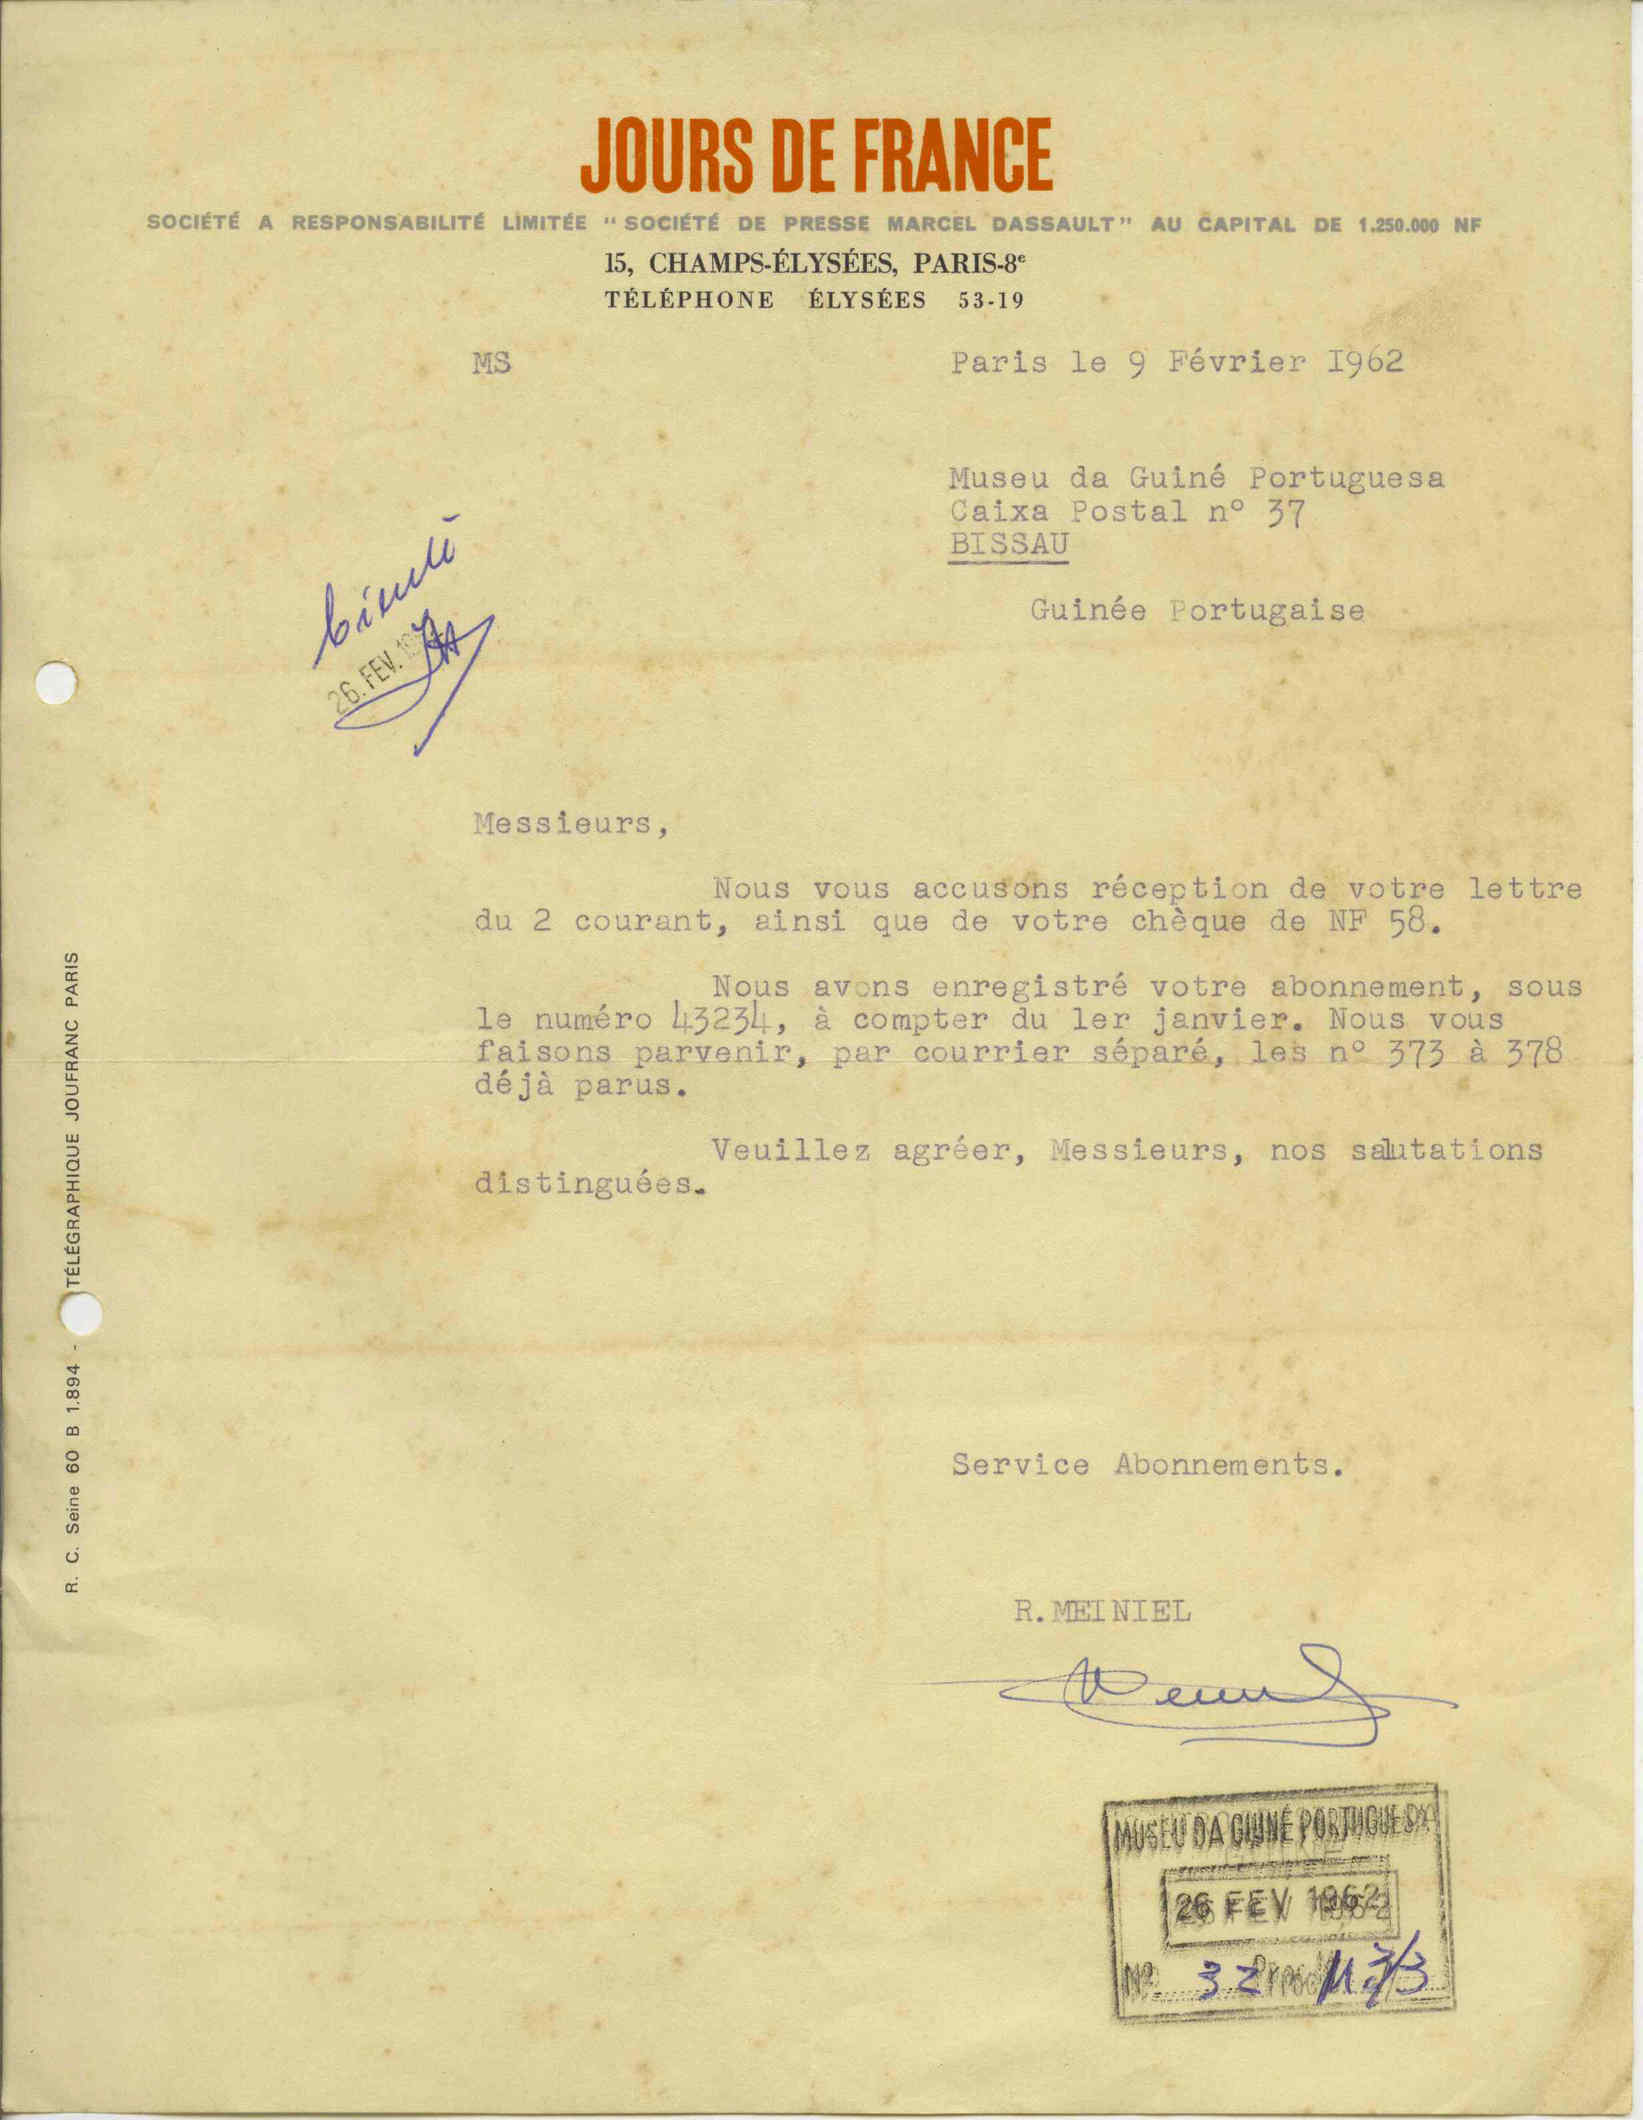 JOURS DE FRANCE
SOCIÉTÉ A RESPONSABILITÉ LIMITÉE "SOCIÉTÉ DE PRESSE MARCEL DASSAULT" AU CAPITAL DE 1.250.000 NF
15, CHAMPS-ÉLYSÉES, PARIS-8e
TÉLÉPHONE ÉLYSÉES 53-19
MS
Paris le 9 Février I962
Museu da Guiné Portuguesa
Caixa Postal n° 37
BISSAU
Guinée Portugaise
26. FEV.
Messieurs,
Nous vous accusons réception de votre lettre
du 2 courant, ainsi que de votre chèque de NF 58.
Nous avons enregistré votre abonnement, sous
le numéro 43234, à compter du 1er janvier. Nous vous
faisons parvenir, par courrier séparé, les n° 373 à 378
déjà parus.
Veuillez agréer, Messieurs, nos salutations
distinguées.
Service Abonnements.
R.MEINIEL
MUSEU DA GUINÉ PORTUGUESA
26 FEV 1962
Nº 32 Proc.
R. C. Seine 60 B 1.894 - TÉLÉGRAPHIQUE JOUFRANC PARIS